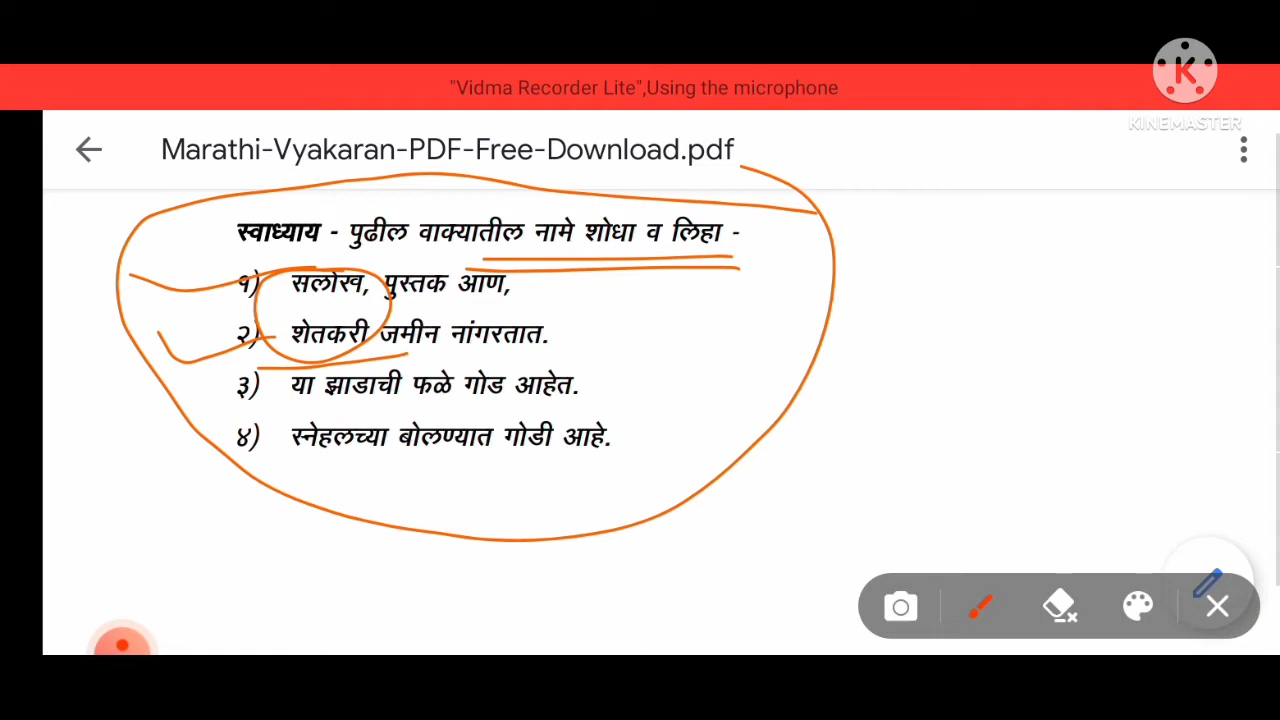 "Vidma Recorder Lite",Using the microphone
KINEMASTER
Marathi-Vyakaran-PDF-Free-Download.pdf
स्वाध्याय - पुढील वाक्यातील नामे शोधा व लिहा -
१) सलोख, पुस्तक आण,
२) शेतकरी जमीन नांगरतात.
३) या झाडाची फळे गोड आहेत.
४) स्नेहलच्या बोलण्यात गोडी आहे.